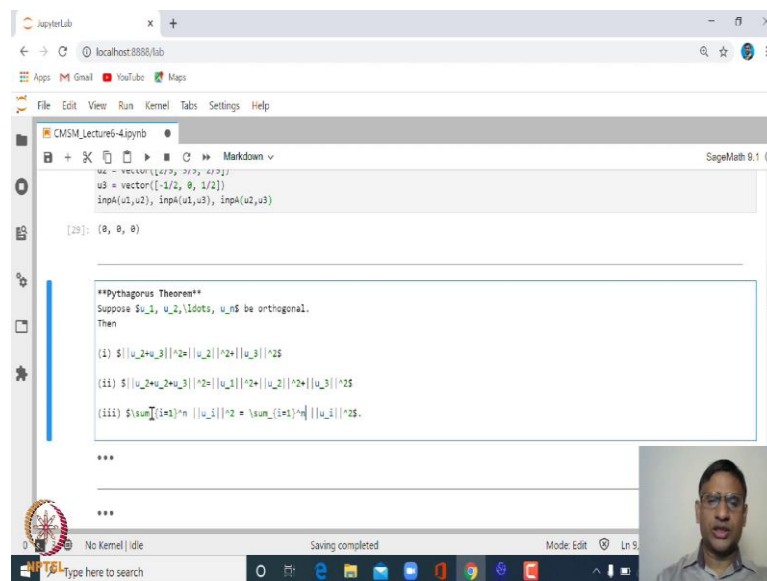 JupyterLab
localhost:8888/lab
Apps Gmail YouTube Maps
File Edit View Run Kernel Tabs Settings Help
CMSM_Lecture6-4.ipynb
Markdown
SageMath 9.1
u3 = vector([-1/2, 0, 1/2])
inpA(u1,u2), inpA(u1,u3), inpA(u2,u3)
[29]: (0, 0, 0)
**Pythagorus Theorem**
Suppose $u_1, u_2,\ldots, u_n$ be orthogonal.
Then
(i) $||u_2+u_3||^2=||u_2||^2+||u_3||^2$
(ii) $||u_2+u_2+u_3||^2=||u_1||^2+||u_2||^2+||u_3||^2$
(iii) $\sum_{i=1}^n ||u_i||^2 = \sum_{i=1}^n ||u_i||^2$.
No Kernel | Idle Saving completed Mode: Edit Ln 9,
NPTEL
Type here to search